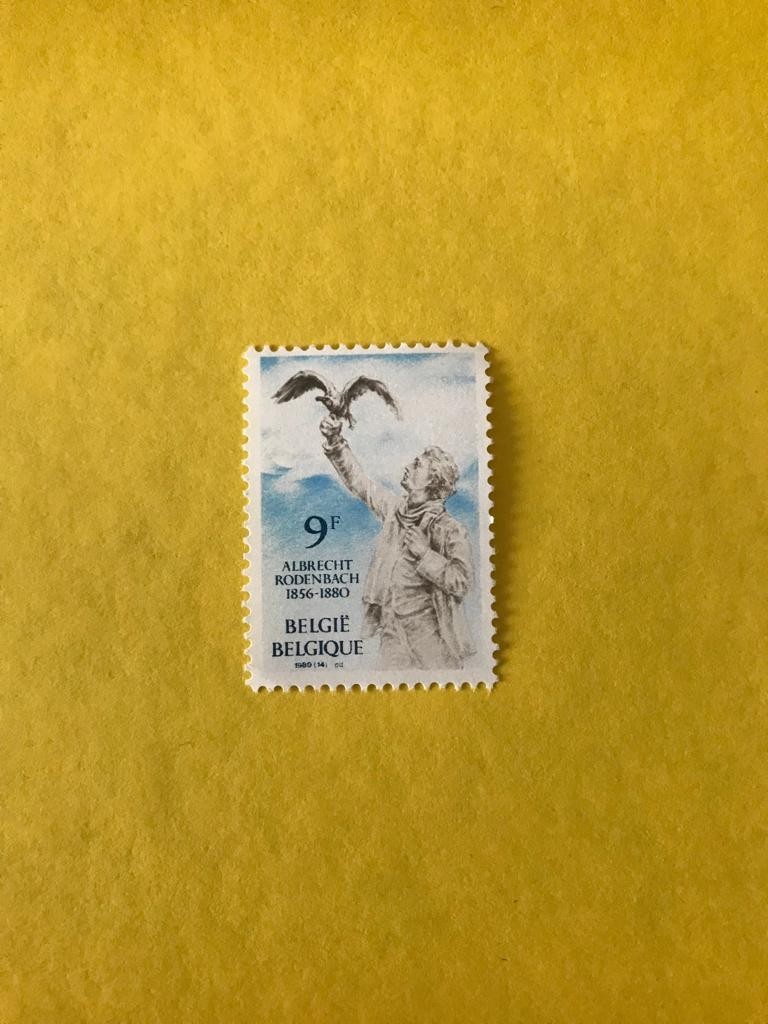 9F
ALBRECHT
RODENBACH
1856-1880
BELGIË
BELGIQUE
1980 (14)